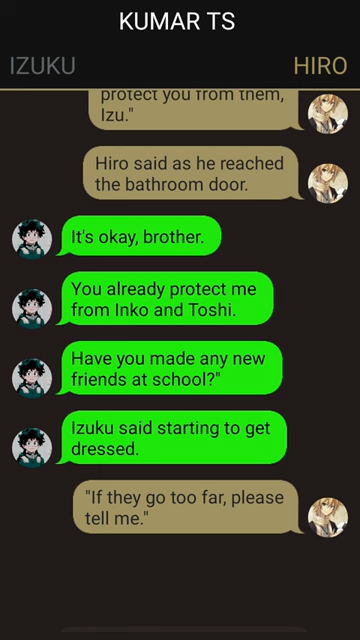 KUMAR TS
IZUKU
HIRO
protect you from them,
Izu."
Hiro said as he reached
the bathroom door.
It's okay, brother.
You already protect me
from Inko and Toshi.
Have you made any new
friends at school?"
Izuku said starting to get
dressed.
"If they go too far, please
tell me."